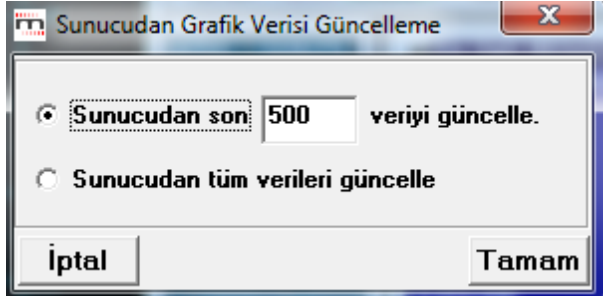 Sunucudan Grafik Verisi Güncelleme
Sunucudan son 500 veriyi güncelle.
Sunucudan tüm verileri güncelle
İptal Tamam